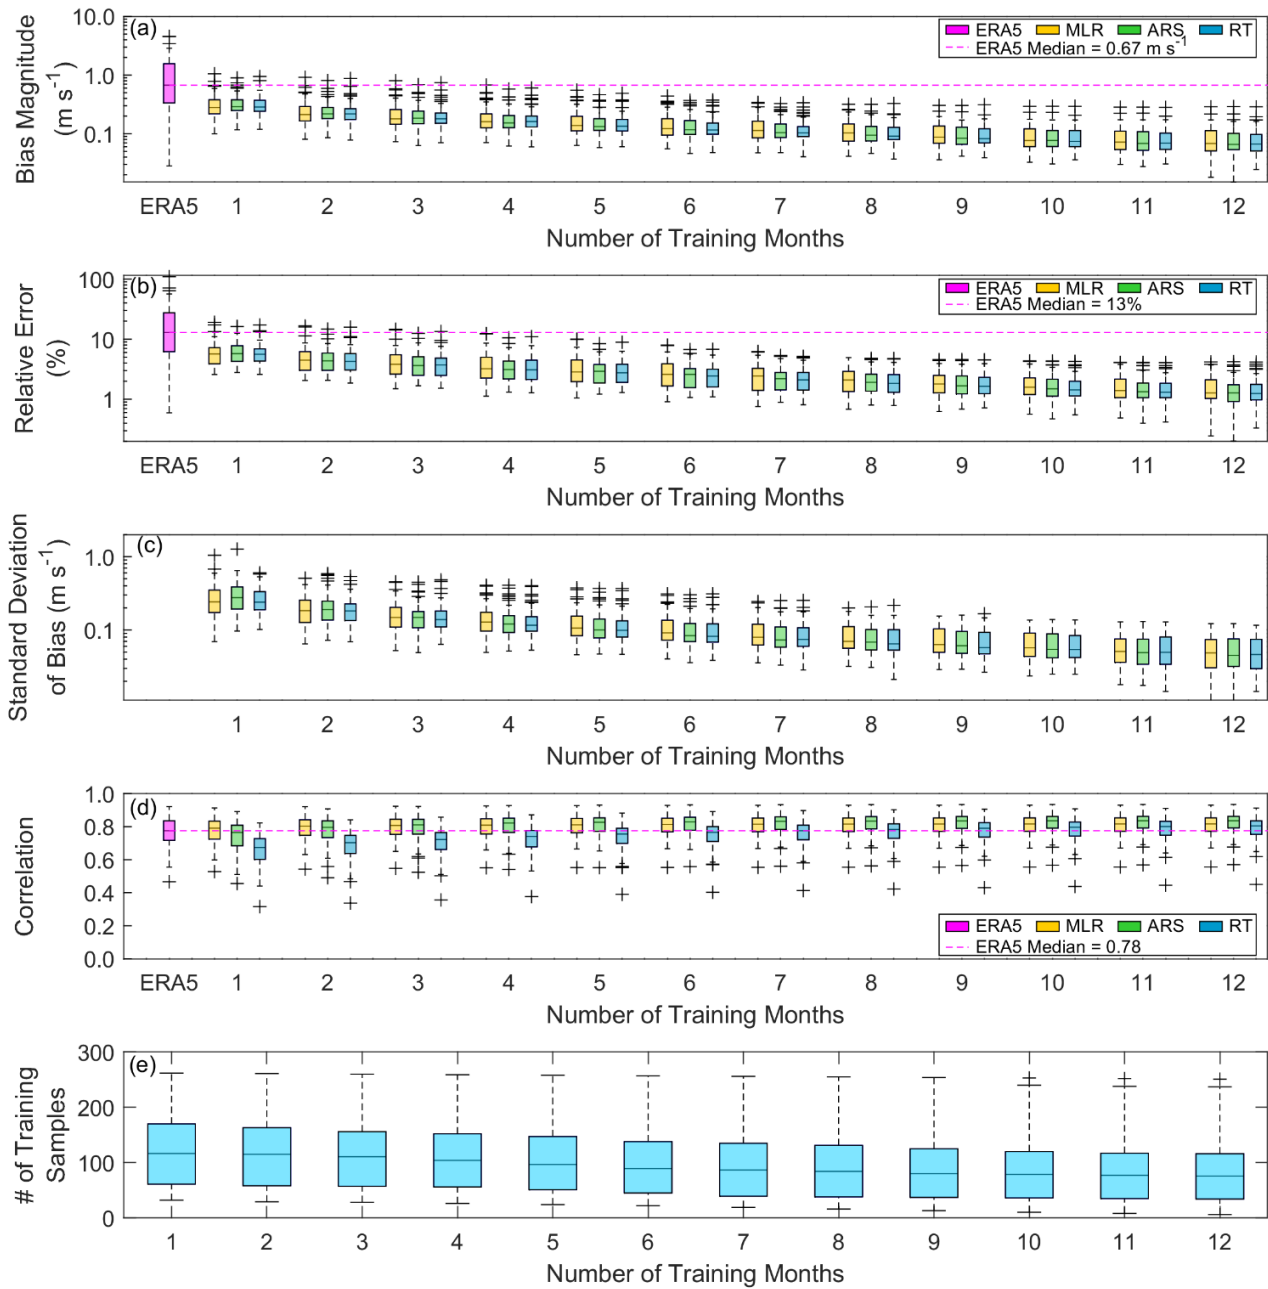 (a)
10.0
1.0
0.1
Bias Magnitude
(m s⁻¹)
ERA5 MLR ARS RT
ERA5 Median = 0.67 m s⁻¹
ERA5 1 2 3 4 5 6 7 8 9 10 11 12
Number of Training Months
(b)
100
10
1
Relative Error
(%)
ERA5 MLR ARS RT
ERA5 Median = 13%
ERA5 1 2 3 4 5 6 7 8 9 10 11 12
Number of Training Months
(c)
1.0
0.1
Standard Deviation
of Bias (m s⁻¹)
1 2 3 4 5 6 7 8 9 10 11 12
Number of Training Months
(d)
1.0
0.8
0.6
0.4
0.2
0.0
Correlation
ERA5 MLR ARS RT
ERA5 Median = 0.78
ERA5 1 2 3 4 5 6 7 8 9 10 11 12
Number of Training Months
(e)
300
200
100
0
# of Training
Samples
1 2 3 4 5 6 7 8 9 10 11 12
Number of Training Months